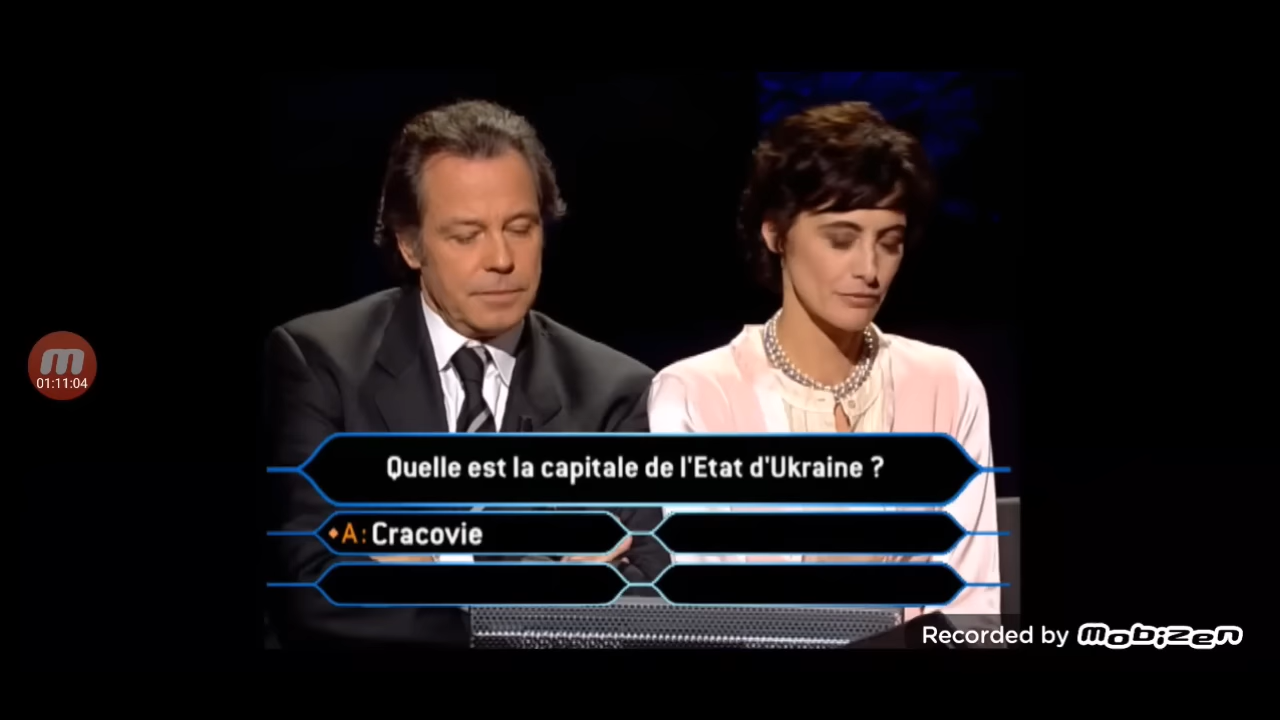 m
01:11:04
Quelle est la capitale de l'Etat d'Ukraine ?
A: Cracovie
Recorded by mobizen